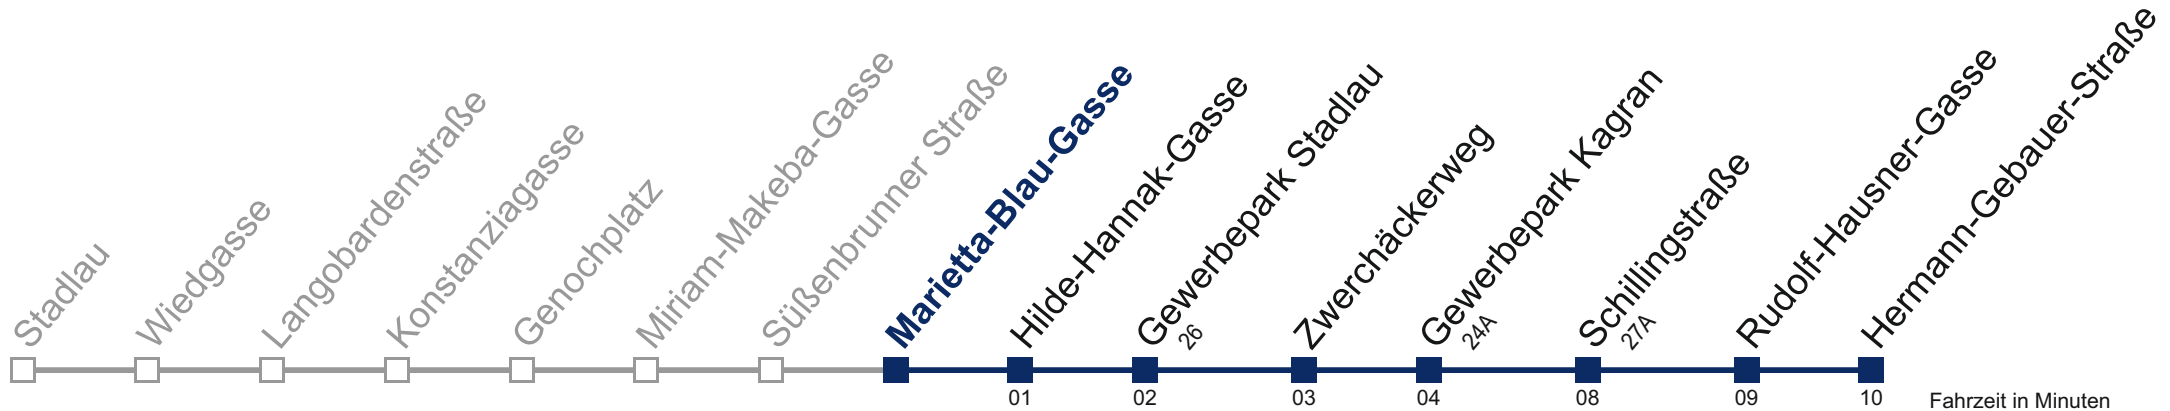 Stadlau
Wiedgasse
Langobardenstraße
Konstanziagasse
Genochplatz
Miriam-Makeba-Gasse
Süßenbrunner Straße
Marietta-Blau-Gasse
Hilde-Hannak-Gasse
01
Gewerbepark Stadlau
26
02
Zwerchäckerweg
03
Gewerbepark Kagran
24A
04
Schillingstraße
27A
08
Rudolf-Hausner-Gasse
09
Hermann-Gebauer-Straße
10
Fahrzeit in Minuten